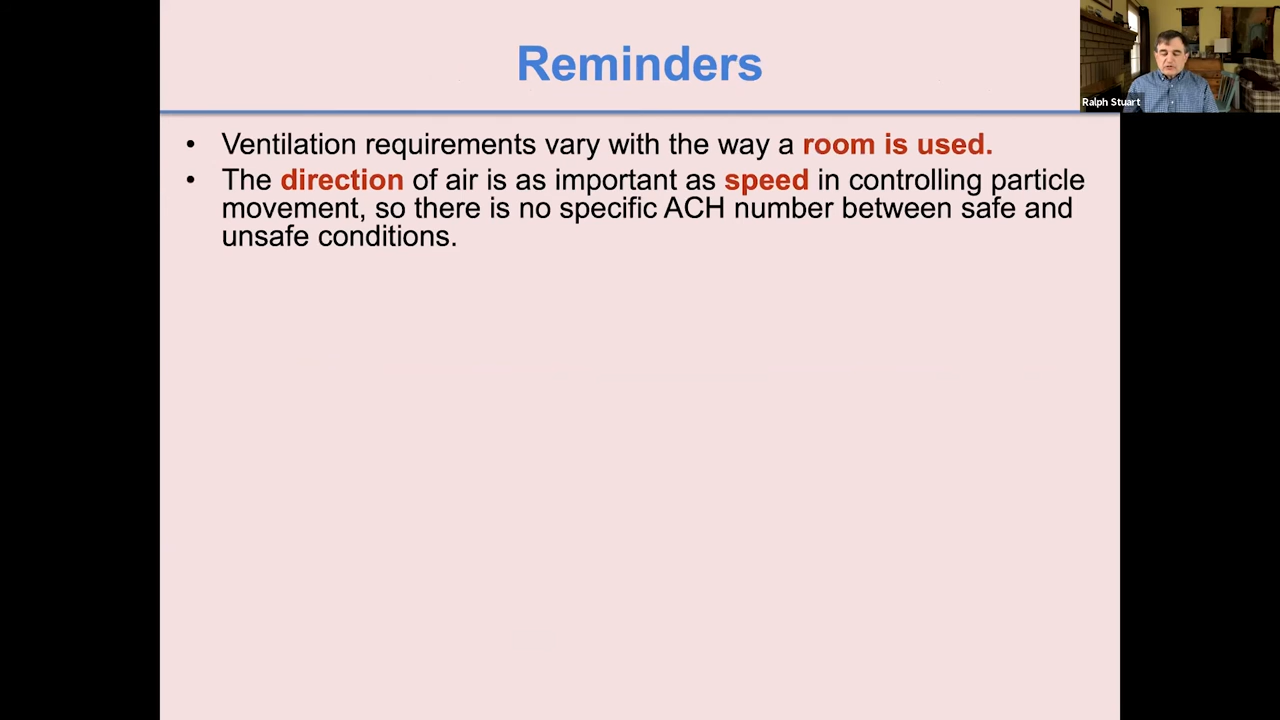 Reminders
Ralph Stuart
• Ventilation requirements vary with the way a room is used.
• The direction of air is as important as speed in controlling particle
movement, so there is no specific ACH number between safe and
unsafe conditions.